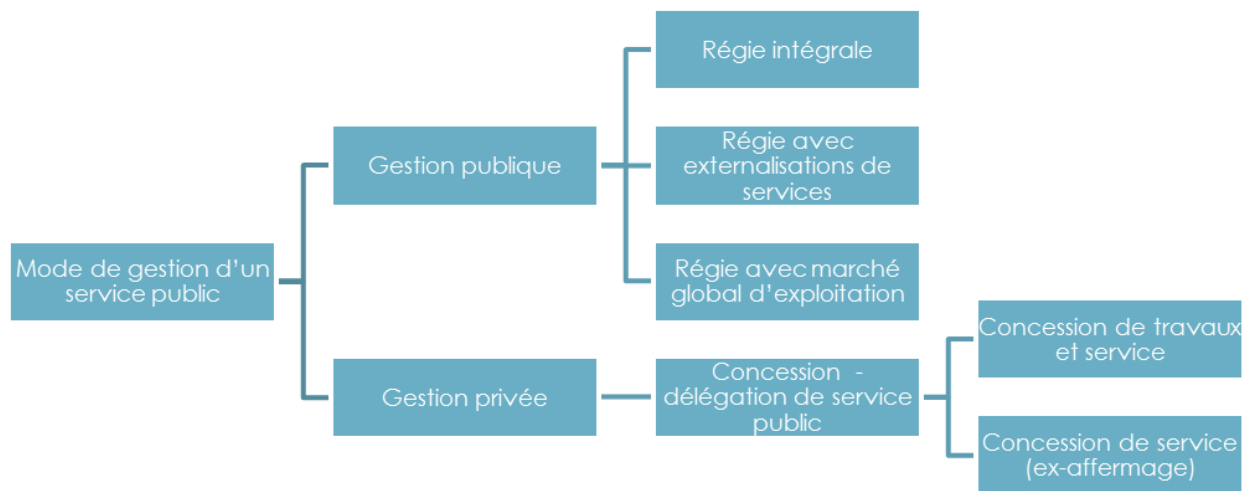 Régie intégrale
Régie avec
externalisations de
services
Gestion publique
Mode de gestion d'un
service public
Régie avec marché
global d'exploitation
Concession de travaux
et service
Gestion privée
Concession -
délégation de service
public
Concession de service
(ex-affermage)